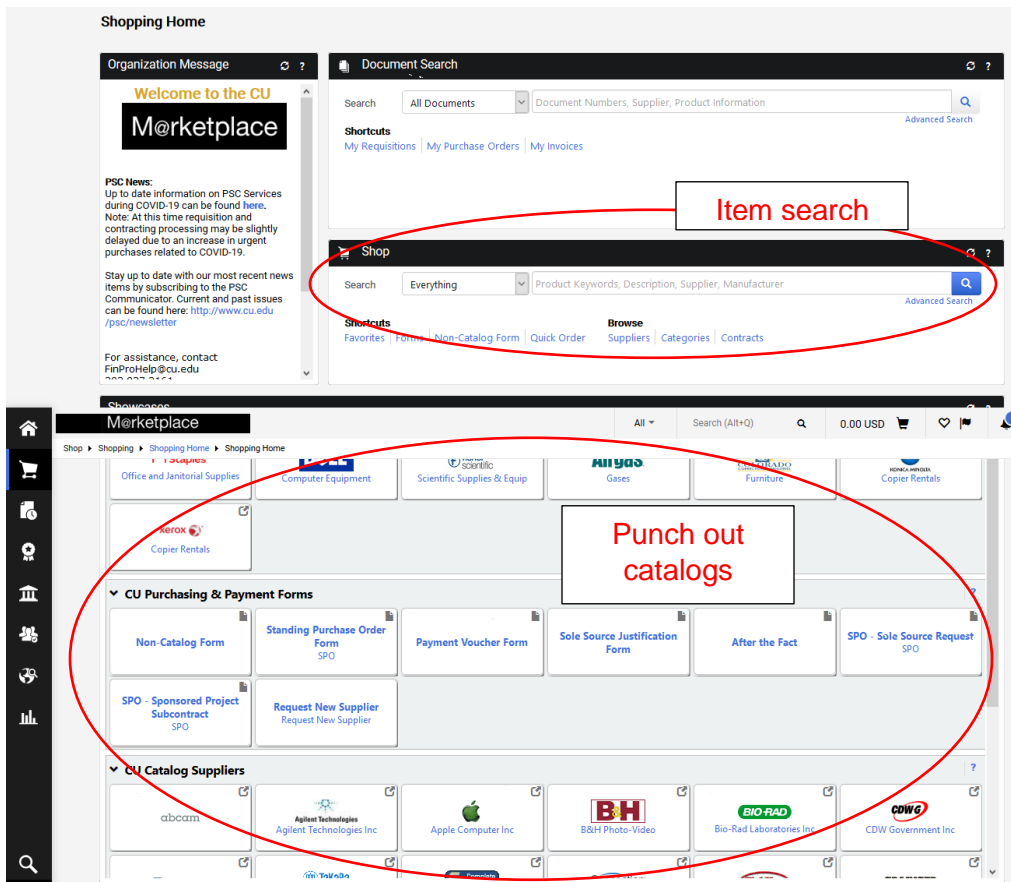 Shopping Home
Organization Message ?
Welcome to the CU
M@rketplace
PSC News:
Up to date information on PSC Services
during COVID-19 can be found here.
Note: At this time requisition and
contracting processing may be slightly
delayed due to an increase in urgent
purchases related to COVID-19.
Stay up to date with our most recent news
items by subscribing to the PSC
Communicator. Current and past issues
can be found here: http://www.cu.edu
/psc/newsletter
For assistance, contact
FinProHelp@cu.edu
Document Search ?
Search All Documents Document Numbers, Supplier, Product Information
Advanced Search
Shortcuts
My Requisitions My Purchase Orders My Invoices
Item search
Shop ?
Search Everything Product Keywords, Description, Supplier, Manufacturer
Advanced Search
Shortcuts Browse
Favorites Forms Non-Catalog Form Quick Order Suppliers Categories Contracts
Showcases
M@rketplace All Search (Alt+Q) 0.00 USD
Shop Shopping Shopping Home Shopping Home
Staples scientific Airgas COLORADO KONICA MINOLTA
Office and Janitorial Supplies Computer Equipment Scientific Supplies & Equip Gases Furniture Copier Rentals
xerox
Copier Rentals
Punch out
catalogs
CU Purchasing & Payment Forms ?
Non-Catalog Form
Standing Purchase Order
Form
SPO
Payment Voucher Form
Sole Source Justification
Form
After the Fact
SPO - Sole Source Request
SPO
SPO - Sponsored Project
Subcontract
SPO
Request New Supplier
Request New Supplier
CU Catalog Suppliers ?
abcam
Agilent Technologies
Agilent Technologies Inc
Apple Computer Inc
B&H
B&H Photo-Video
BIO-RAD
Bio-Rad Laboratories Inc
CDWG
CDW Government Inc
TaKaRa
Complete